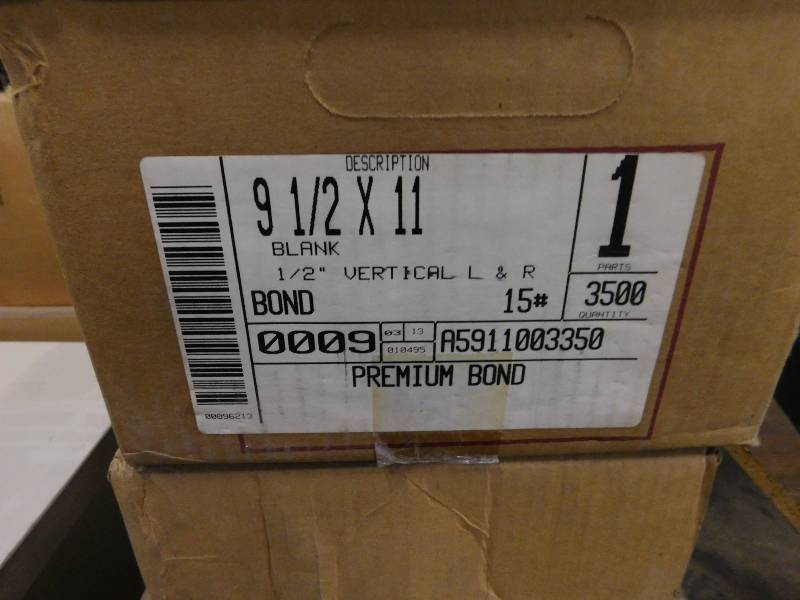 DESCRIPTION
9 1/2 X 11
BLANK
1/2" VERTICAL L & R
BOND 15#
1
PARTS
3500
QUANTITY
0009 03 13
010495
A5911003350
PREMIUM BOND
00896213